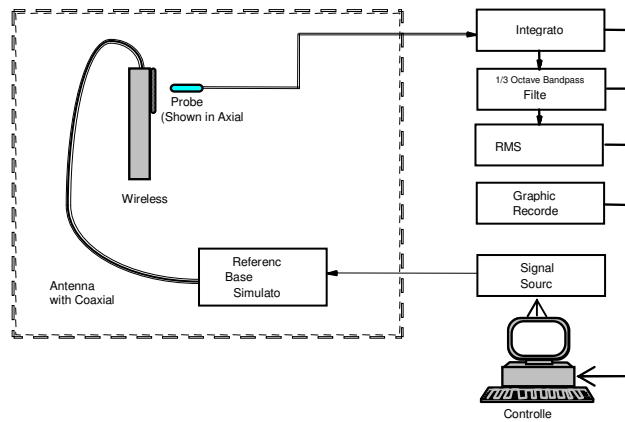 Integrato
1/3 Octave Bandpass
Filte
RMS
Graphic
Recorde
Signal
Sourc
Controlle
Probe
(Shown in Axial
Wireless
Referenc
Base
Simulato
Antenna
with Coaxial